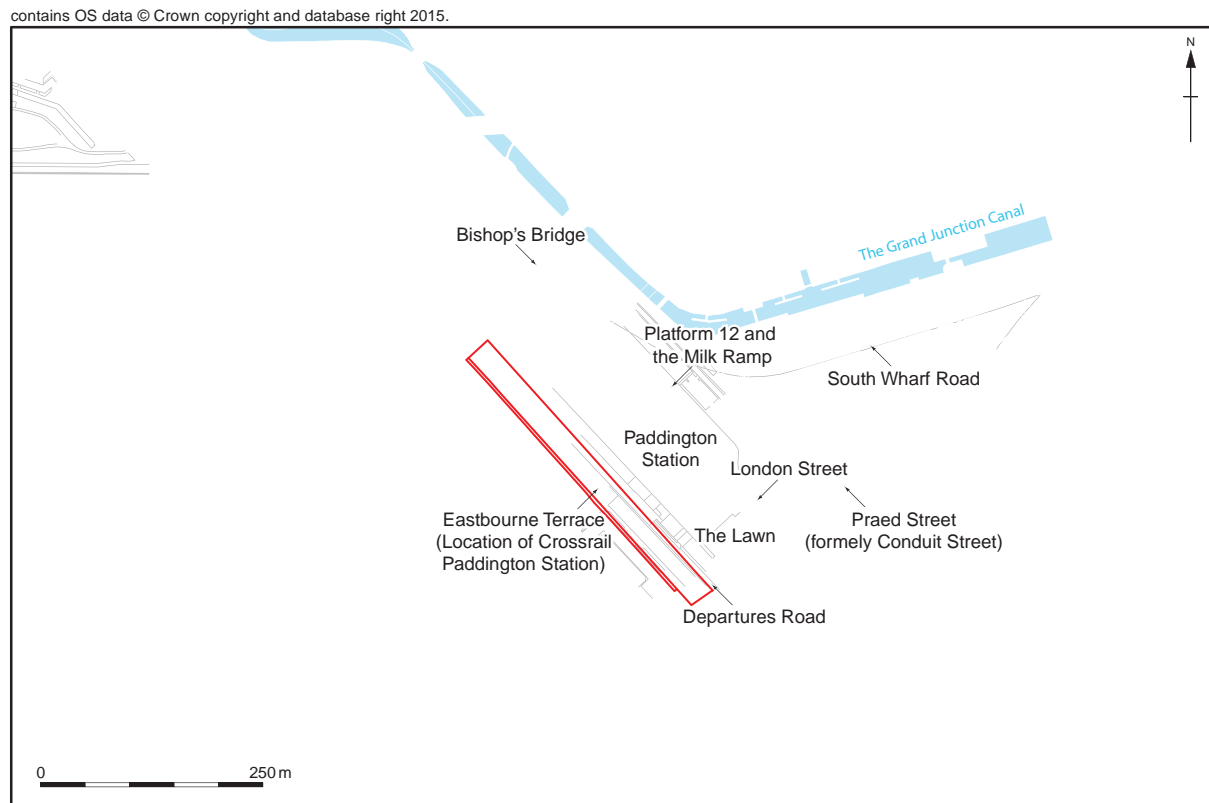 contains OS data © Crown copyright and database right 2015.
N
The Grand Junction Canal
Bishop's Bridge
Platform 12 and
the Milk Ramp
South Wharf Road
Paddington
Station
London Street
Eastbourne Terrace
(Location of Crossrail
Paddington Station)
The Lawn
Praed Street
(formely Conduit Street)
Departures Road
0 250 m